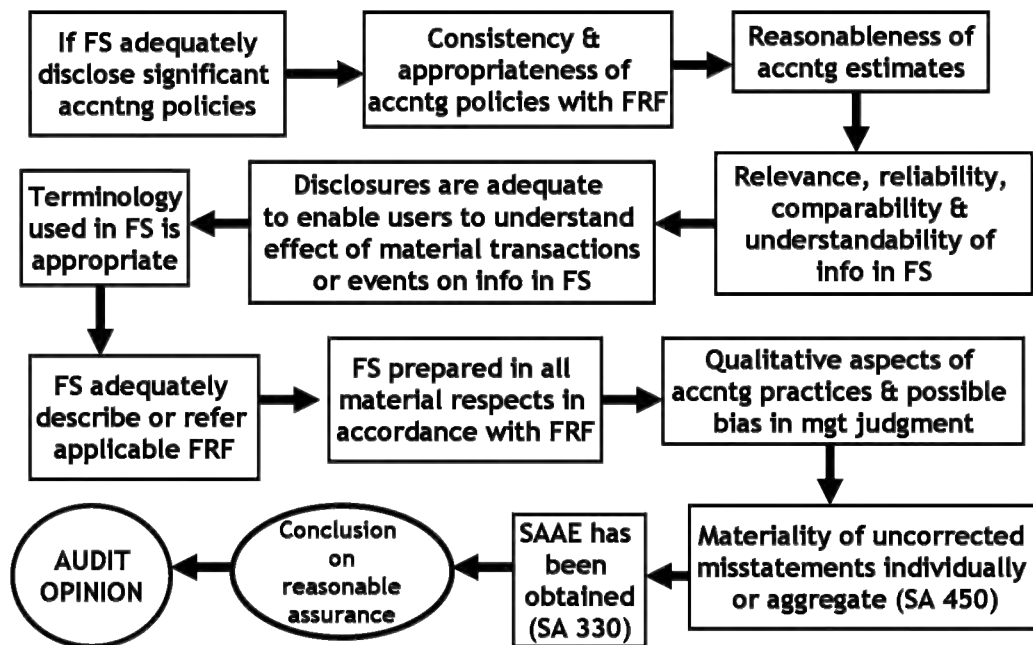 If FS adequately
disclose significant
accntng policies
Consistency &
appropriateness of
accntg policies with FRF
Reasonableness of
accntg estimates
Relevance, reliability,
comparability &
understandability of
info in FS
Disclosures are adequate
to enable users to understand
effect of material transactions
or events on info in FS
Terminology
used in FS is
appropriate
FS adequately
describe or refer
applicable FRF
FS prepared in all
material respects in
accordance with FRF
Qualitative aspects of
accntg practices & possible
bias in mgt judgment
Materiality of uncorrected
misstatements individually
or aggregate (SA 450)
SAAE has
been
obtained
(SA 330)
Conclusion
on
reasonable
assurance
AUDIT
OPINION